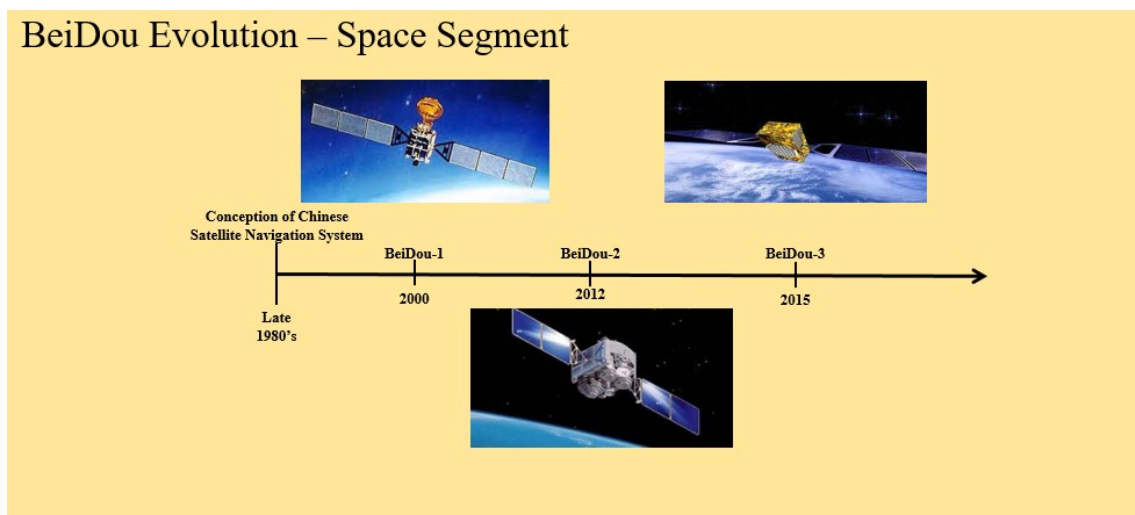 BeiDou Evolution – Space Segment
Conception of Chinese
Satellite Navigation System
BeiDou-1
BeiDou-2
BeiDou-3
2000
2012
2015
Late
1980's